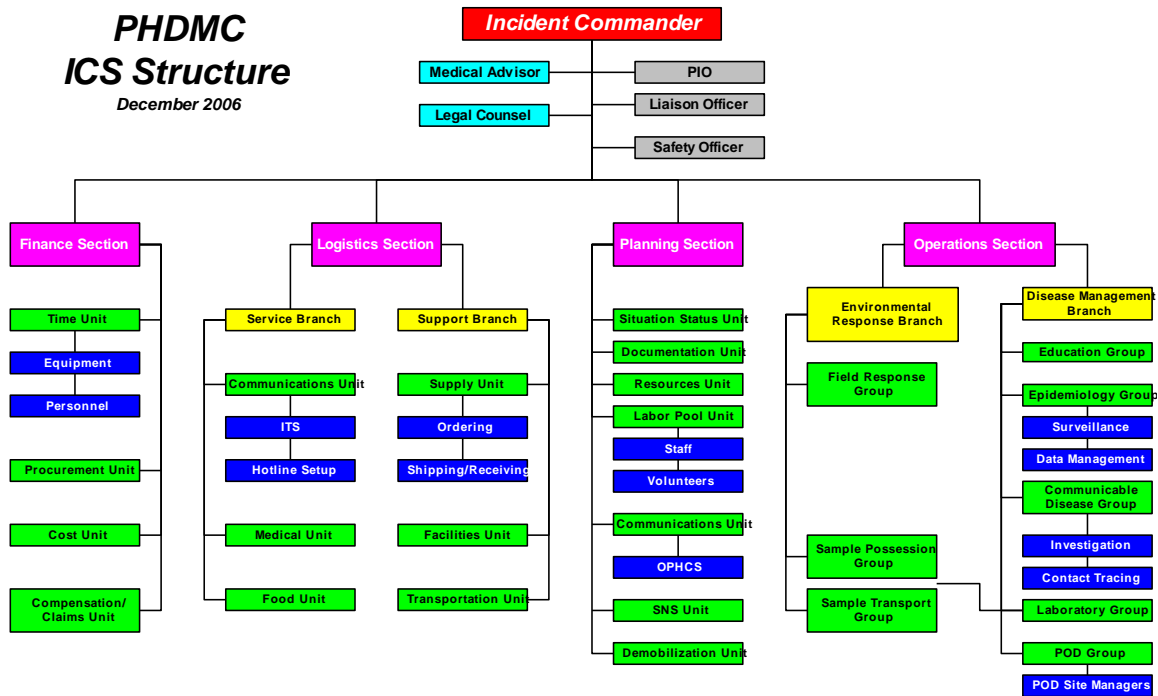 PHDMC
ICS Structure
December 2006
Incident Commander
Medical Advisor
PIO
Liaison Officer
Legal Counsel
Safety Officer
Finance Section
Logistics Section
Planning Section
Operations Section
Time Unit
Equipment
Personnel
Procurement Unit
Cost Unit
Compensation/
Claims Unit
Service Branch
Communications Unit
ITS
Hotline Setup
Medical Unit
Food Unit
Support Branch
Supply Unit
Ordering
Shipping/Receiving
Facilities Unit
Transportation Unit
Situation Status Unit
Documentation Unit
Resources Unit
Labor Pool Unit
Staff
Volunteers
Communications Unit
OPHCS
SNS Unit
Demobilization Unit
Environmental
Response Branch
Field Response
Group
Sample Possession
Group
Sample Transport
Group
Disease Management
Branch
Education Group
Epidemiology Group
Surveillance
Data Management
Communicable
Disease Group
Investigation
Contact Tracing
Laboratory Group
POD Group
POD Site Managers